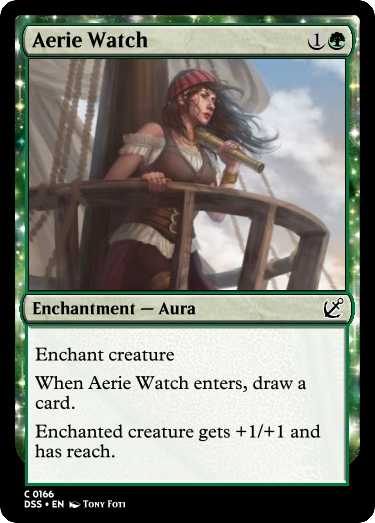 Aerie Watch 1
Enchantment — Aura
Enchant creature
When Aerie Watch enters, draw a
card.
Enchanted creature gets +1/+1 and
has reach.
C 0166
DSS • EN Tony Foti